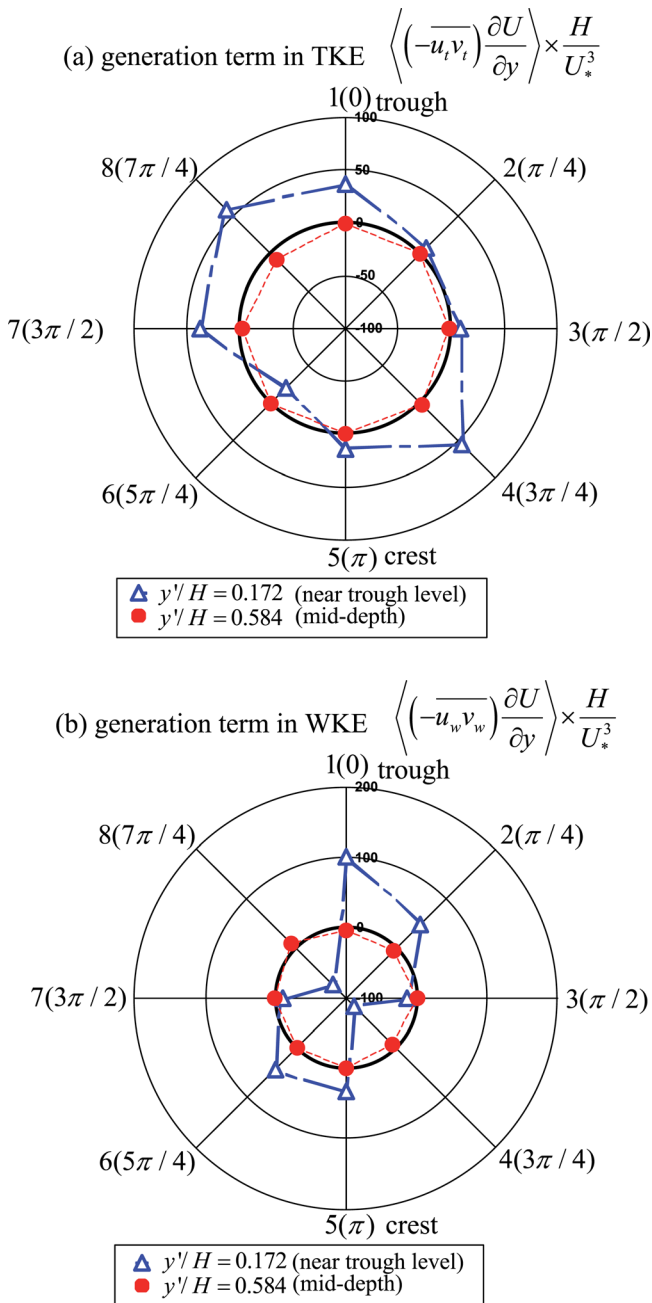 (a) generation term in TKE ⟨(−\overline{u_t v_t}) ∂U/∂y⟩ × H/U_*^3
1(0) trough
100
8(7π / 4)
2(π / 4)
50
0
-50
7(3π / 2)
-100
3(π / 2)
6(5π / 4)
4(3π / 4)
5(π) crest
y'/ H = 0.172 (near trough level)
y'/ H = 0.584 (mid-depth)
(b) generation term in WKE ⟨(−\overline{u_w v_w}) ∂U/∂y⟩ × H/U_*^3
1(0) trough
200
8(7π / 4)
2(π / 4)
100
0
7(3π / 2)
-100
3(π / 2)
6(5π / 4)
4(3π / 4)
5(π) crest
y'/ H = 0.172 (near trough level)
y'/ H = 0.584 (mid-depth)